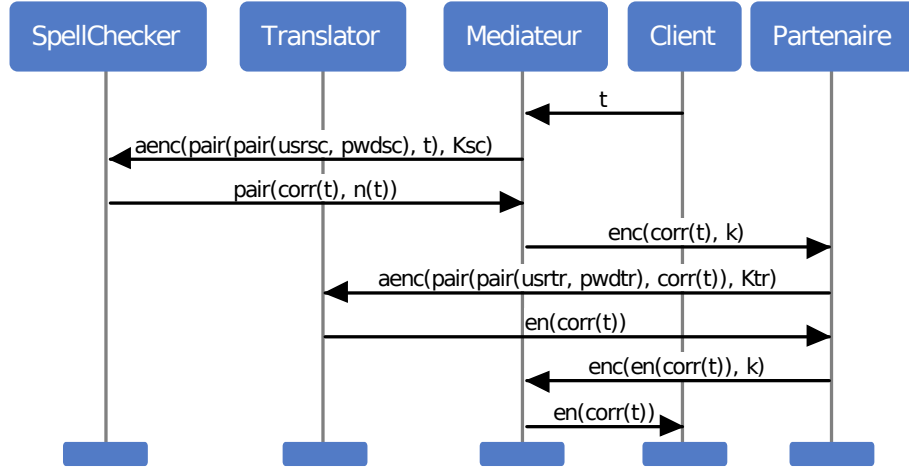 SpellChecker Translator Mediateur Client Partenaire
t
aenc(pair(pair(usrsc, pwdsc), t), Ksc)
pair(corr(t), n(t))
enc(corr(t), k)
aenc(pair(pair(usrtr, pwdtr), corr(t)), Ktr)
en(corr(t))
enc(en(corr(t)), k)
en(corr(t))